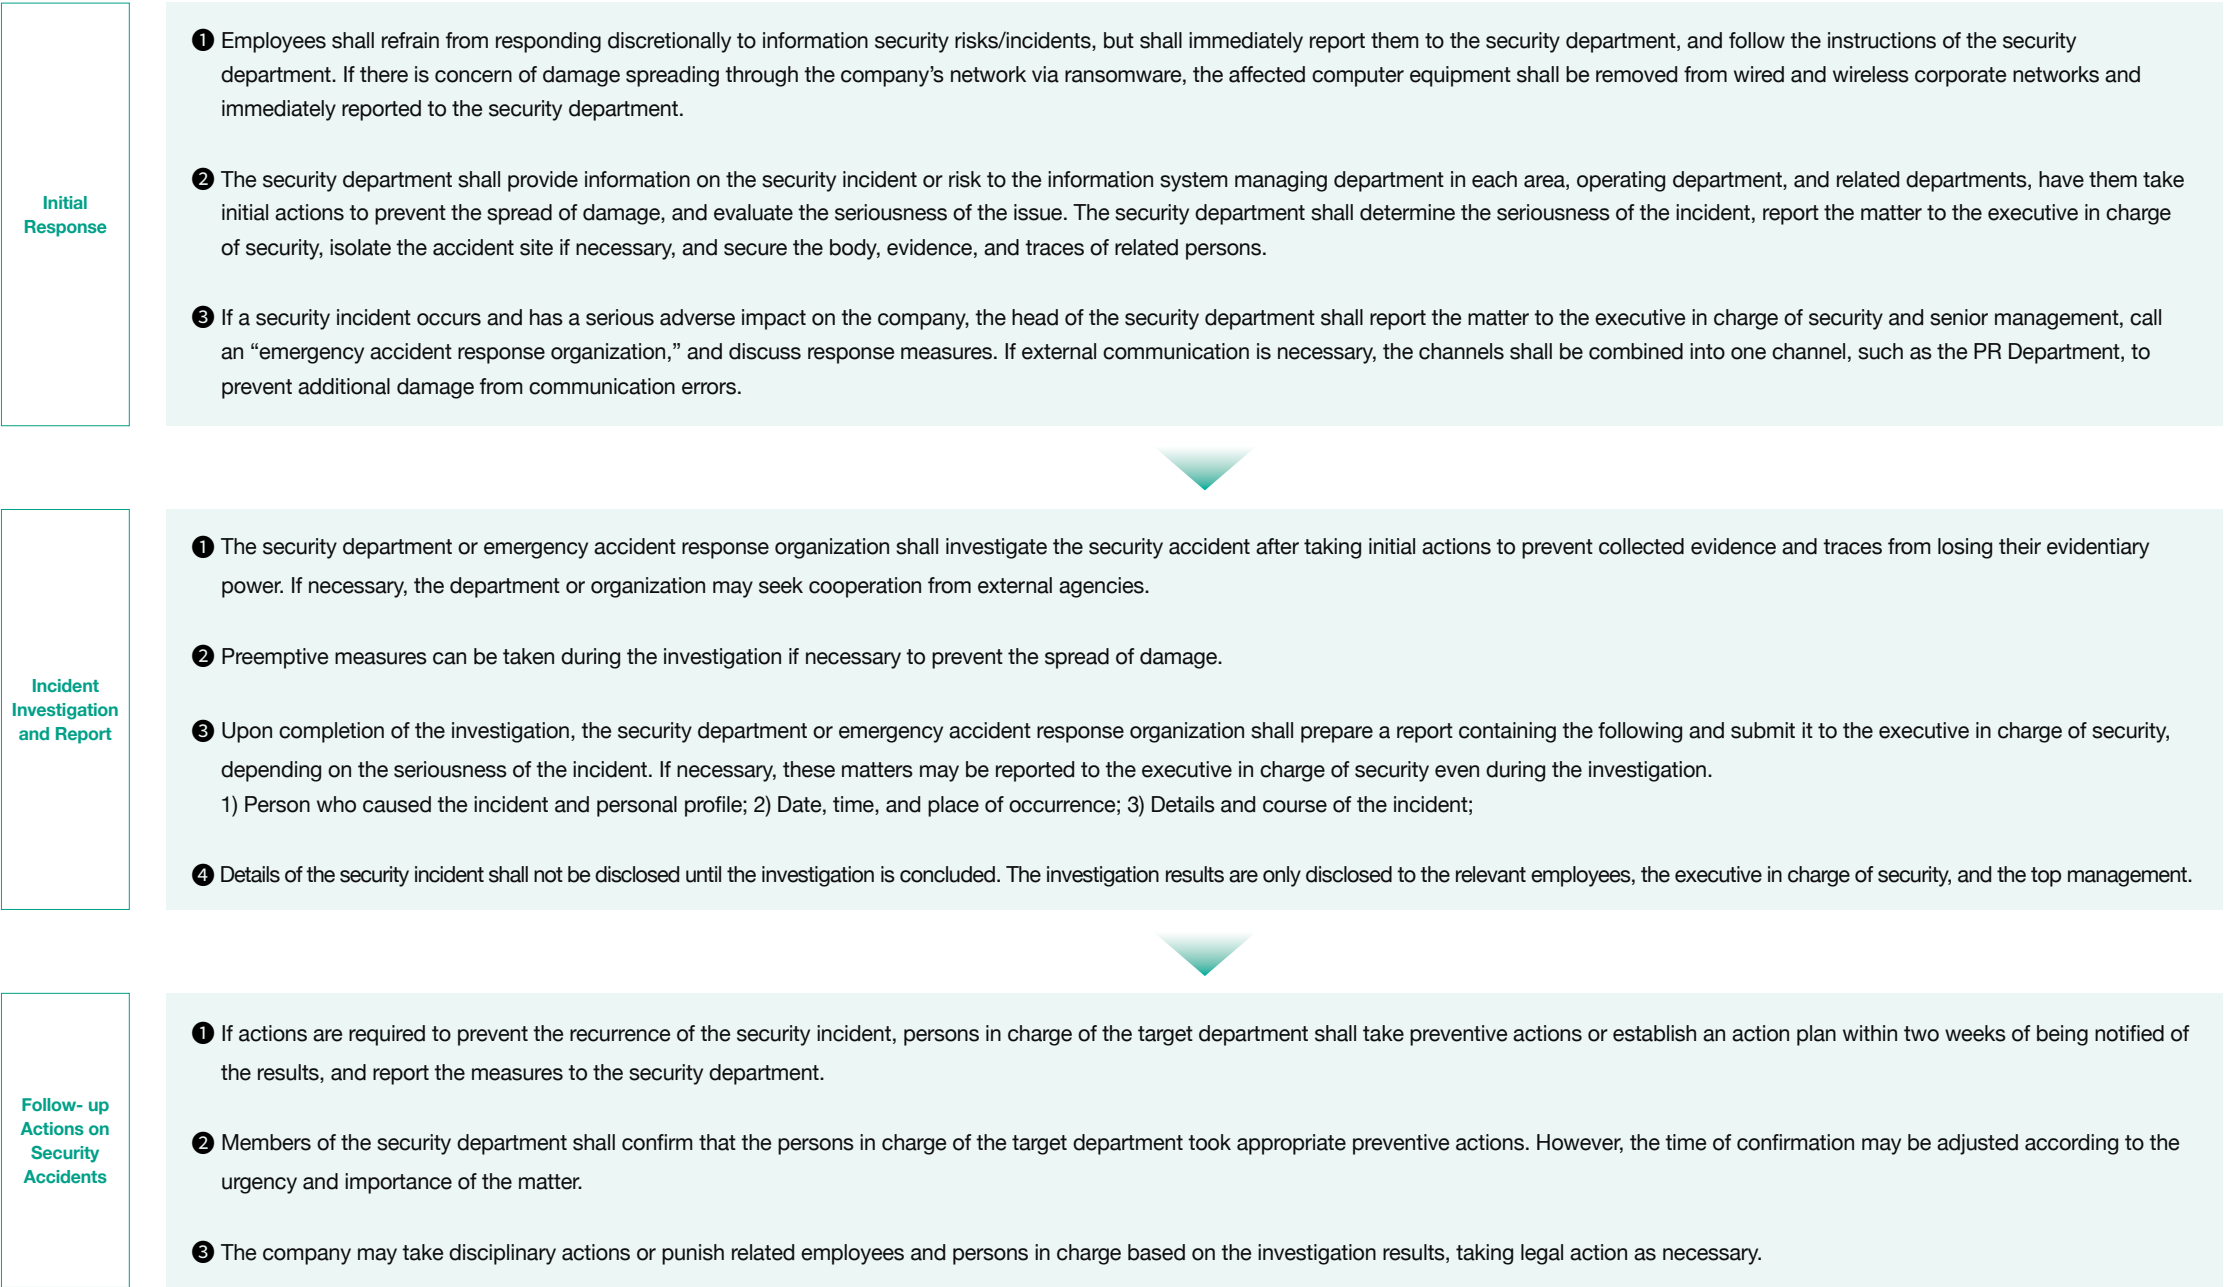 Initial
Response
❶ Employees shall refrain from responding discretionally to information security risks/incidents, but shall immediately report them to the security department, and follow the instructions of the security
department. If there is concern of damage spreading through the company’s network via ransomware, the affected computer equipment shall be removed from wired and wireless corporate networks and
immediately reported to the security department.
❷ The security department shall provide information on the security incident or risk to the information system managing department in each area, operating department, and related departments, have them take
initial actions to prevent the spread of damage, and evaluate the seriousness of the issue. The security department shall determine the seriousness of the incident, report the matter to the executive in charge
of security, isolate the accident site if necessary, and secure the body, evidence, and traces of related persons.
❸ If a security incident occurs and has a serious adverse impact on the company, the head of the security department shall report the matter to the executive in charge of security and senior management, call
an “emergency accident response organization,” and discuss response measures. If external communication is necessary, the channels shall be combined into one channel, such as the PR Department, to
prevent additional damage from communication errors.
Incident
Investigation
and Report
❶ The security department or emergency accident response organization shall investigate the security accident after taking initial actions to prevent collected evidence and traces from losing their evidentiary
power. If necessary, the department or organization may seek cooperation from external agencies.
❷ Preemptive measures can be taken during the investigation if necessary to prevent the spread of damage.
❸ Upon completion of the investigation, the security department or emergency accident response organization shall prepare a report containing the following and submit it to the executive in charge of security,
depending on the seriousness of the incident. If necessary, these matters may be reported to the executive in charge of security even during the investigation.
1) Person who caused the incident and personal profile; 2) Date, time, and place of occurrence; 3) Details and course of the incident;
❹ Details of the security incident shall not be disclosed until the investigation is concluded. The investigation results are only disclosed to the relevant employees, the executive in charge of security, and the top management.
Follow- up
Actions on
Security
Accidents
❶ If actions are required to prevent the recurrence of the security incident, persons in charge of the target department shall take preventive actions or establish an action plan within two weeks of being notified of
the results, and report the measures to the security department.
❷ Members of the security department shall confirm that the persons in charge of the target department took appropriate preventive actions. However, the time of confirmation may be adjusted according to the
urgency and importance of the matter.
❸ The company may take disciplinary actions or punish related employees and persons in charge based on the investigation results, taking legal action as necessary.